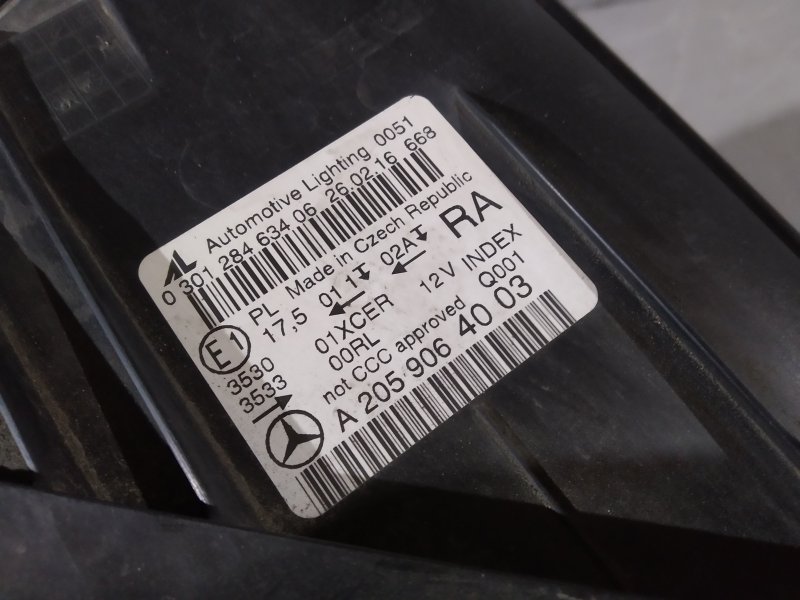 AL Automotive Lighting 0051
0 301 284 634 06 26.02.16 668
Made in Czech Republic
E1 PL 01 1 02A RA
17,5
3530 01XCER 12V INDEX
3533 00RL Q001
not CCC approved
A 205 906 40 03